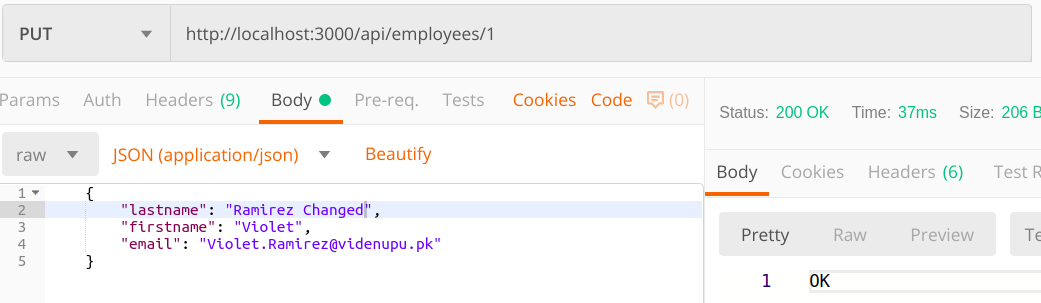 PUT http://localhost:3000/api/employees/1
Params Auth Headers (9) Body Pre-req. Tests Cookies Code (0)
Status: 200 OK Time: 37ms Size: 206 B
raw JSON (application/json) Beautify
Body Cookies Headers (6) Test R
1 {
2 "lastname": "Ramirez Changed",
3 "firstname": "Violet",
4 "email": "Violet.Ramirez@videnupu.pk"
5 }
Pretty Raw Preview Te
1 OK